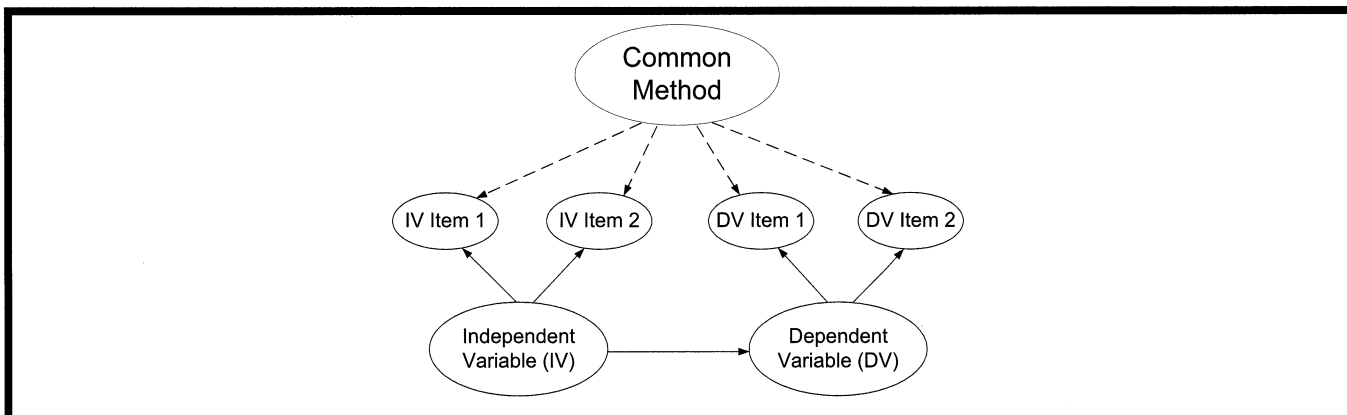 Common
Method
IV Item 1
IV Item 2
DV Item 1
DV Item 2
Independent
Variable (IV)
Dependent
Variable (DV)